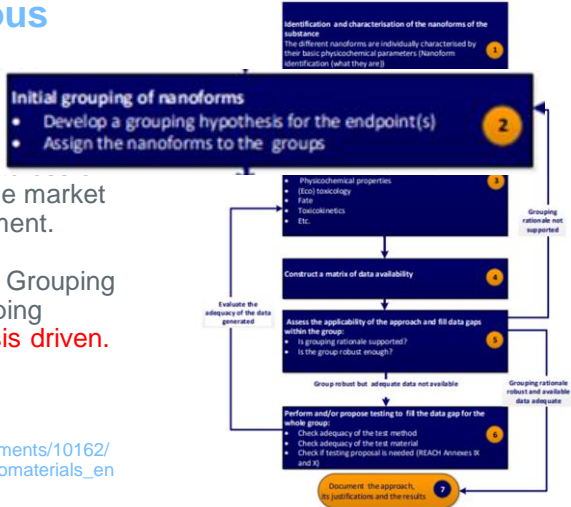 ous
Identification and characterisation of the nanoforms of the
substance
The different nanoforms are individually characterised by
their basic physicochemical parameters (Nanoform
identification (what they are))
1
Initial grouping of nanoforms
• Develop a grouping hypothesis for the endpoint(s)
• Assign the nanoforms to the groups
2
e market
ment.
Grouping
ping
is driven.
ments/10162/
omaterials_en
• Physicochemical properties
• (Eco) toxicology
• Fate
• Toxicokinetics
• Etc.
3
Grouping
rationale not
supported
Construct a matrix of data availability
4
Evaluate the
adequacy of the data
generated
Assess the applicability of the approach and fill data gaps
within the group:
• Is grouping rationale supported?
• Is the group robust enough?
5
Group robust but adequate data not available
Grouping rationale
robust and available
data adequate
Perform and/or propose testing to fill the data gap for the
whole group:
• Check adequacy of the test method
• Check adequacy of the test material
• Check if testing proposal is needed (REACH Annexes IX
and X)
6
Document the approach,
its justifications and the results
7